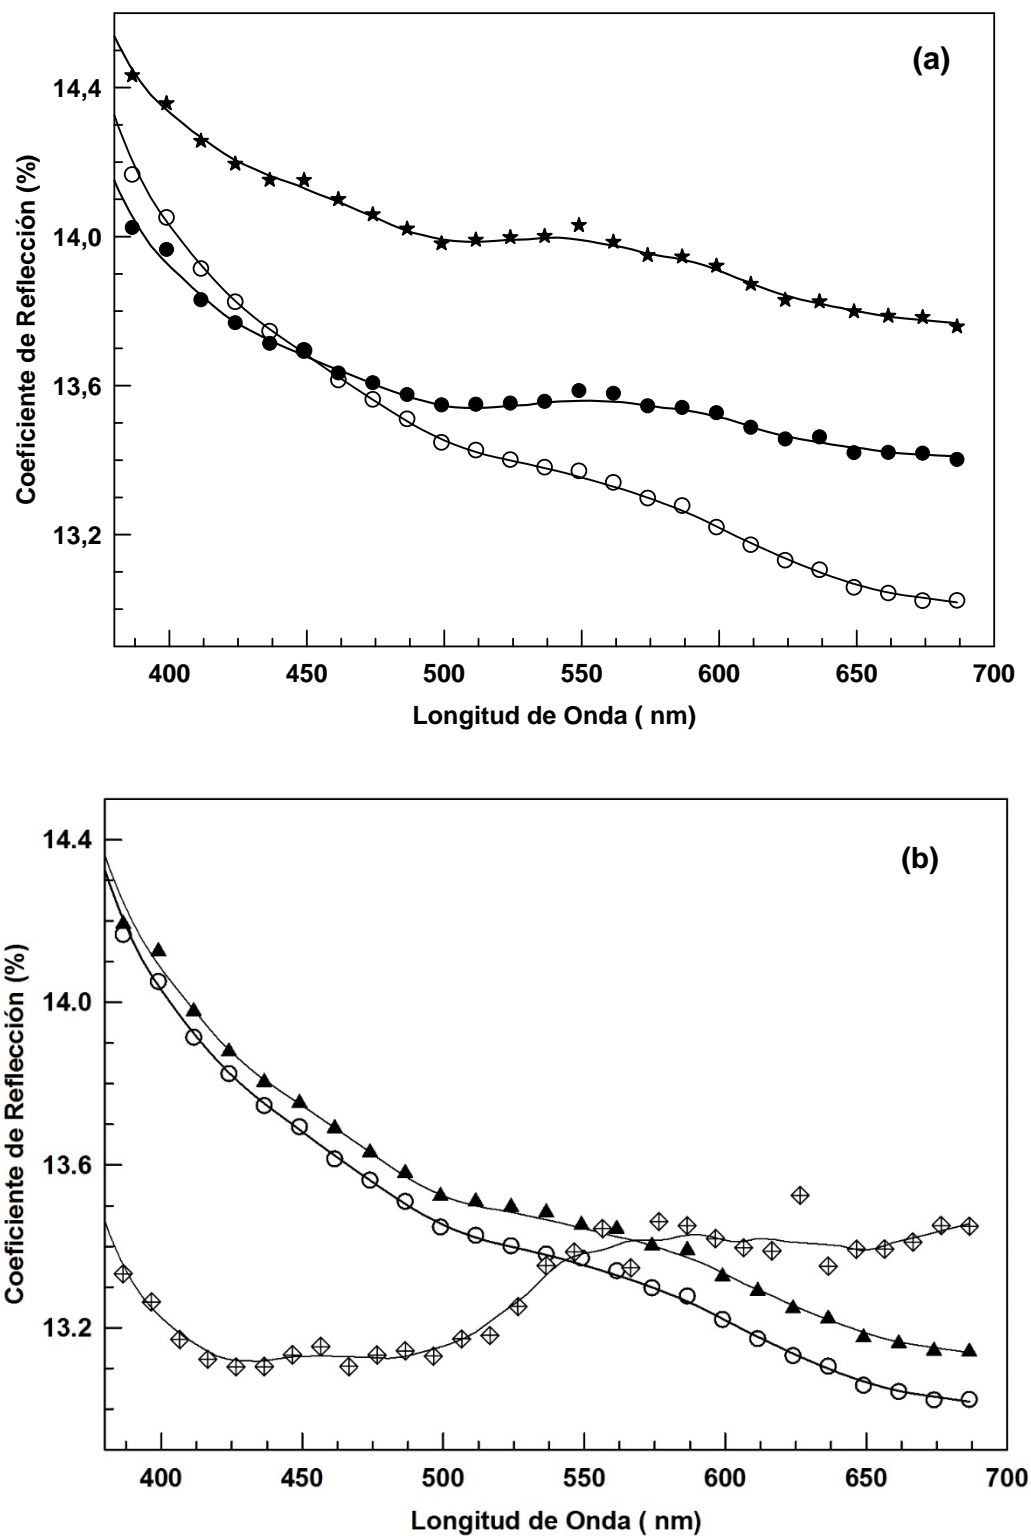 (a)
14,4
14,0
13,6
13,2
Coeficiente de Reflección (%)
400 450 500 550 600 650 700
Longitud de Onda ( nm)
(b)
14.4
14.0
13.6
13.2
Coeficiente de Reflección (%)
400 450 500 550 600 650 700
Longitud de Onda ( nm)